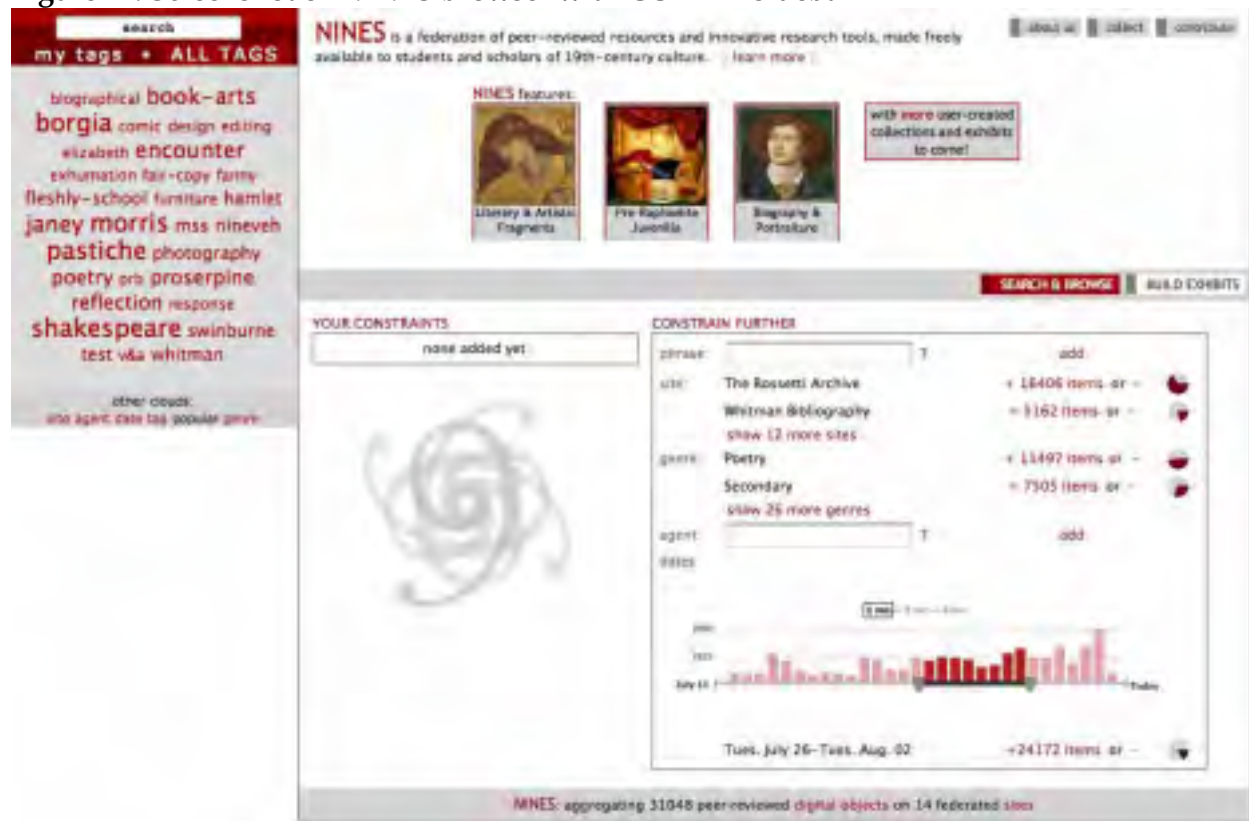 search
my tags • ALL TAGS
biographical book-arts
borgia comic design editing
elizabeth encounter
exhumation fair-copy fanny
fleshly-school furniture hamlet
janey morris mss nineveh
pastiche photography
poetry prb proserpine
reflection response
shakespeare swinburne
test v&a whitman
other clouds:
site agent date tag popular genre
NINES is a federation of peer-reviewed resources and innovative research tools, made freely
available to students and scholars of 19th-century culture. learn more
about us collect contribute
NINES features:
Literary & Artistic
Fragments
Pre-Raphaelite
Juvenilia
Biography &
Portraiture
with more user-created
collections and exhibits
to come!
SEARCH & BROWSE BUILD EXHIBITS
YOUR CONSTRAINTS
none added yet
CONSTRAIN FURTHER
phrase: ? add
site: The Rossetti Archive + 16406 items or -
Whitman Bibliography + 5162 items or -
show 12 more sites
genre: Poetry + 11497 items or -
Secondary + 7505 items or -
show 26 more genres
agent: ? add
dates:
Today
Tues. July 26-Tues. Aug. 02 +24172 items or -
NINES: aggregating 31048 peer-reviewed digital objects on 14 federated sites